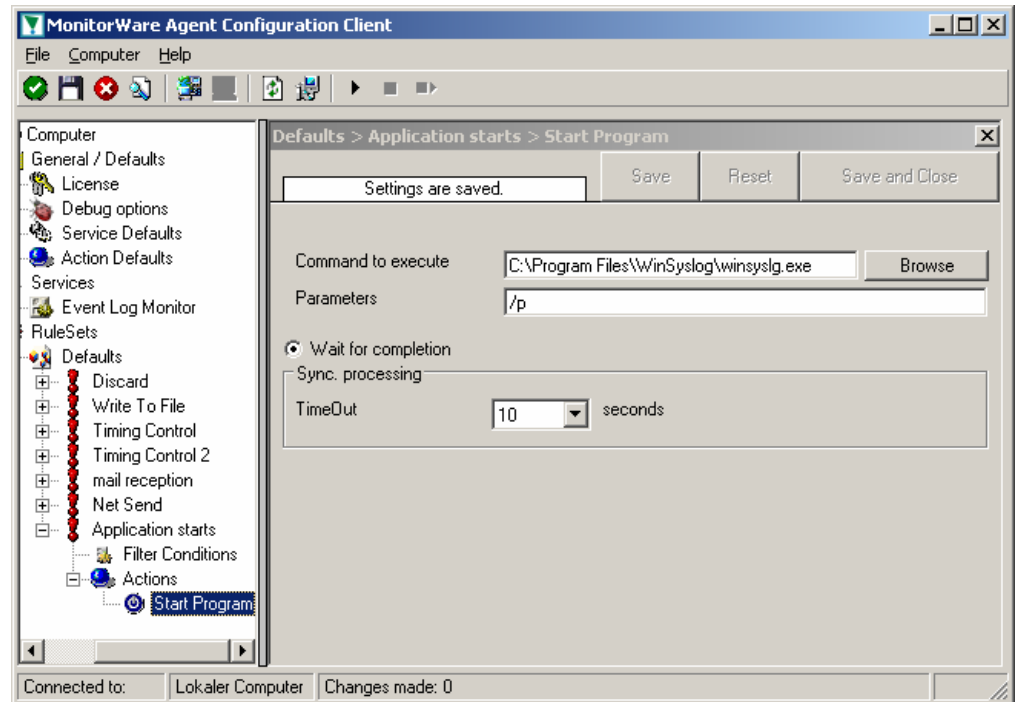 MonitorWare Agent Configuration Client
File Computer Help
Computer
General / Defaults
License
Debug options
Service Defaults
Action Defaults
Services
Event Log Monitor
RuleSets
Defaults
Discard
Write To File
Timing Control
Timing Control 2
mail reception
Net Send
Application starts
Filter Conditions
Actions
Start Program
Defaults > Application starts > Start Program
Settings are saved.
Save
Reset
Save and Close
Command to execute
C:\Program Files\WinSyslog\winsyslg.exe
Browse
Parameters
/p
Wait for completion
Sync. processing
TimeOut
10
seconds
Connected to:
Lokaler Computer
Changes made: 0